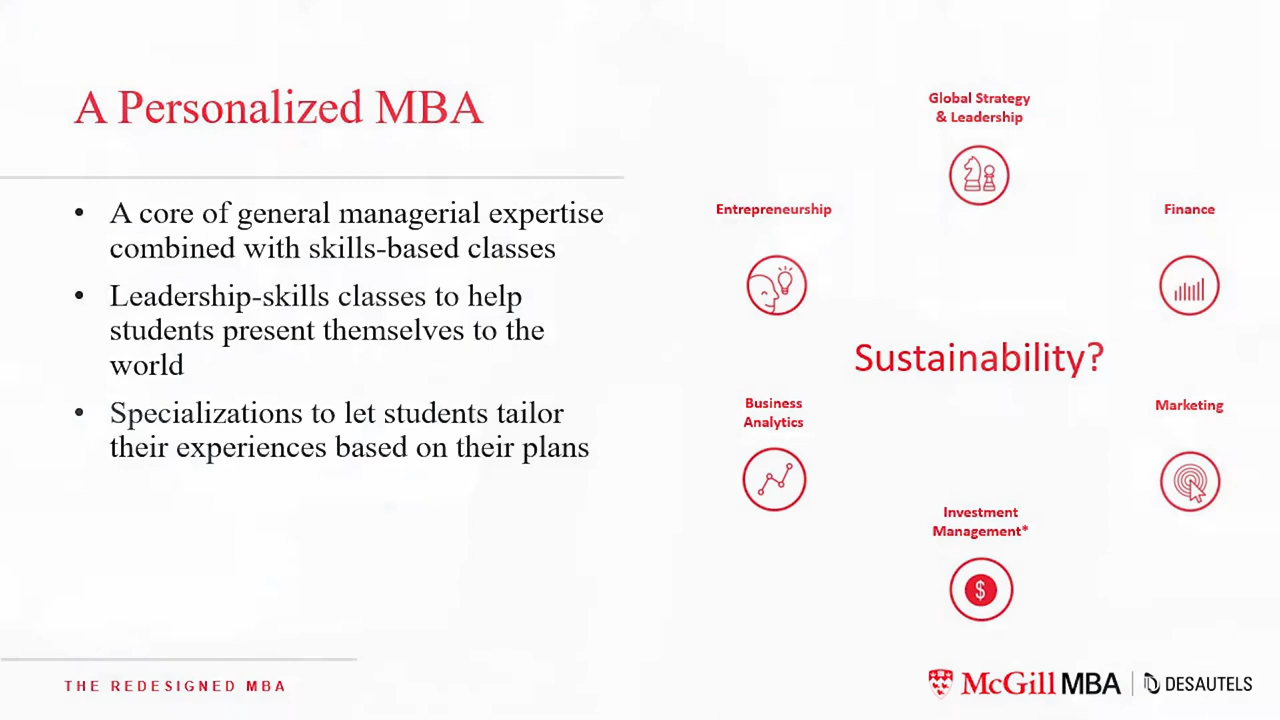 A Personalized MBA
• A core of general managerial expertise
combined with skills-based classes
• Leadership-skills classes to help
students present themselves to the
world
• Specializations to let students tailor
their experiences based on their plans
Global Strategy
& Leadership
Entrepreneurship
Finance
Sustainability?
Business
Analytics
Marketing
Investment
Management*
$
THE REDESIGNED MBA
McGill MBA | DESAUTELS